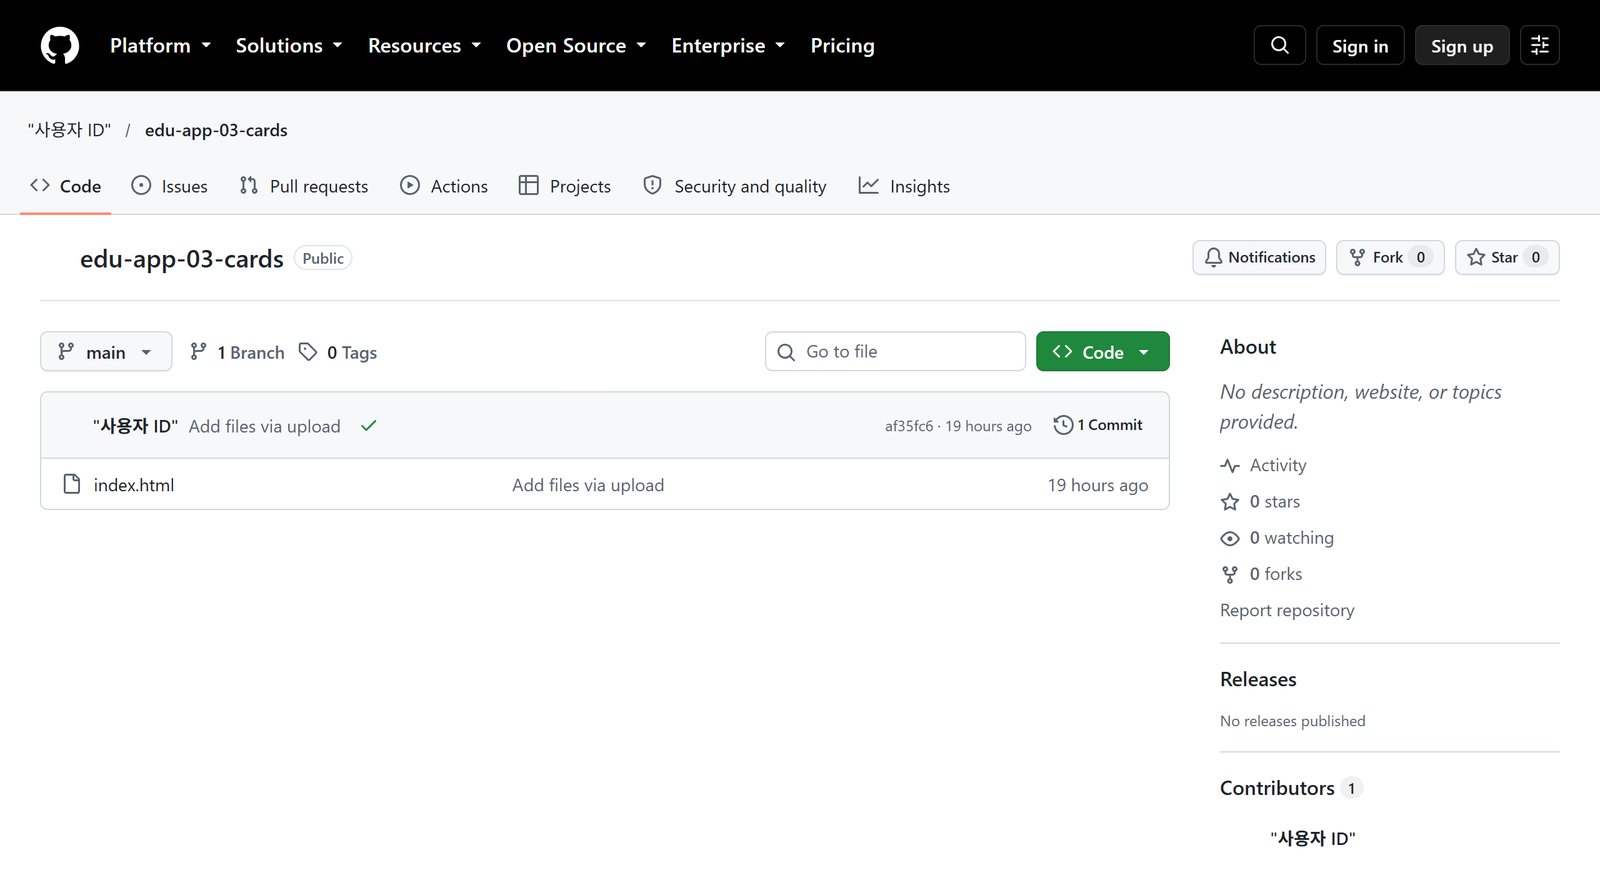 Platform Solutions Resources Open Source Enterprise Pricing Sign in Sign up
"사용자 ID" / edu-app-03-cards
Code Issues Pull requests Actions Projects Security and quality Insights
edu-app-03-cards Public Notifications Fork 0 Star 0
main 1 Branch 0 Tags Go to file Code
"사용자 ID" Add files via upload af35fc6 · 19 hours ago 1 Commit
index.html Add files via upload 19 hours ago
About
No description, website, or topics
provided.
Activity
0 stars
0 watching
0 forks
Report repository
Releases
No releases published
Contributors 1
"사용자 ID"